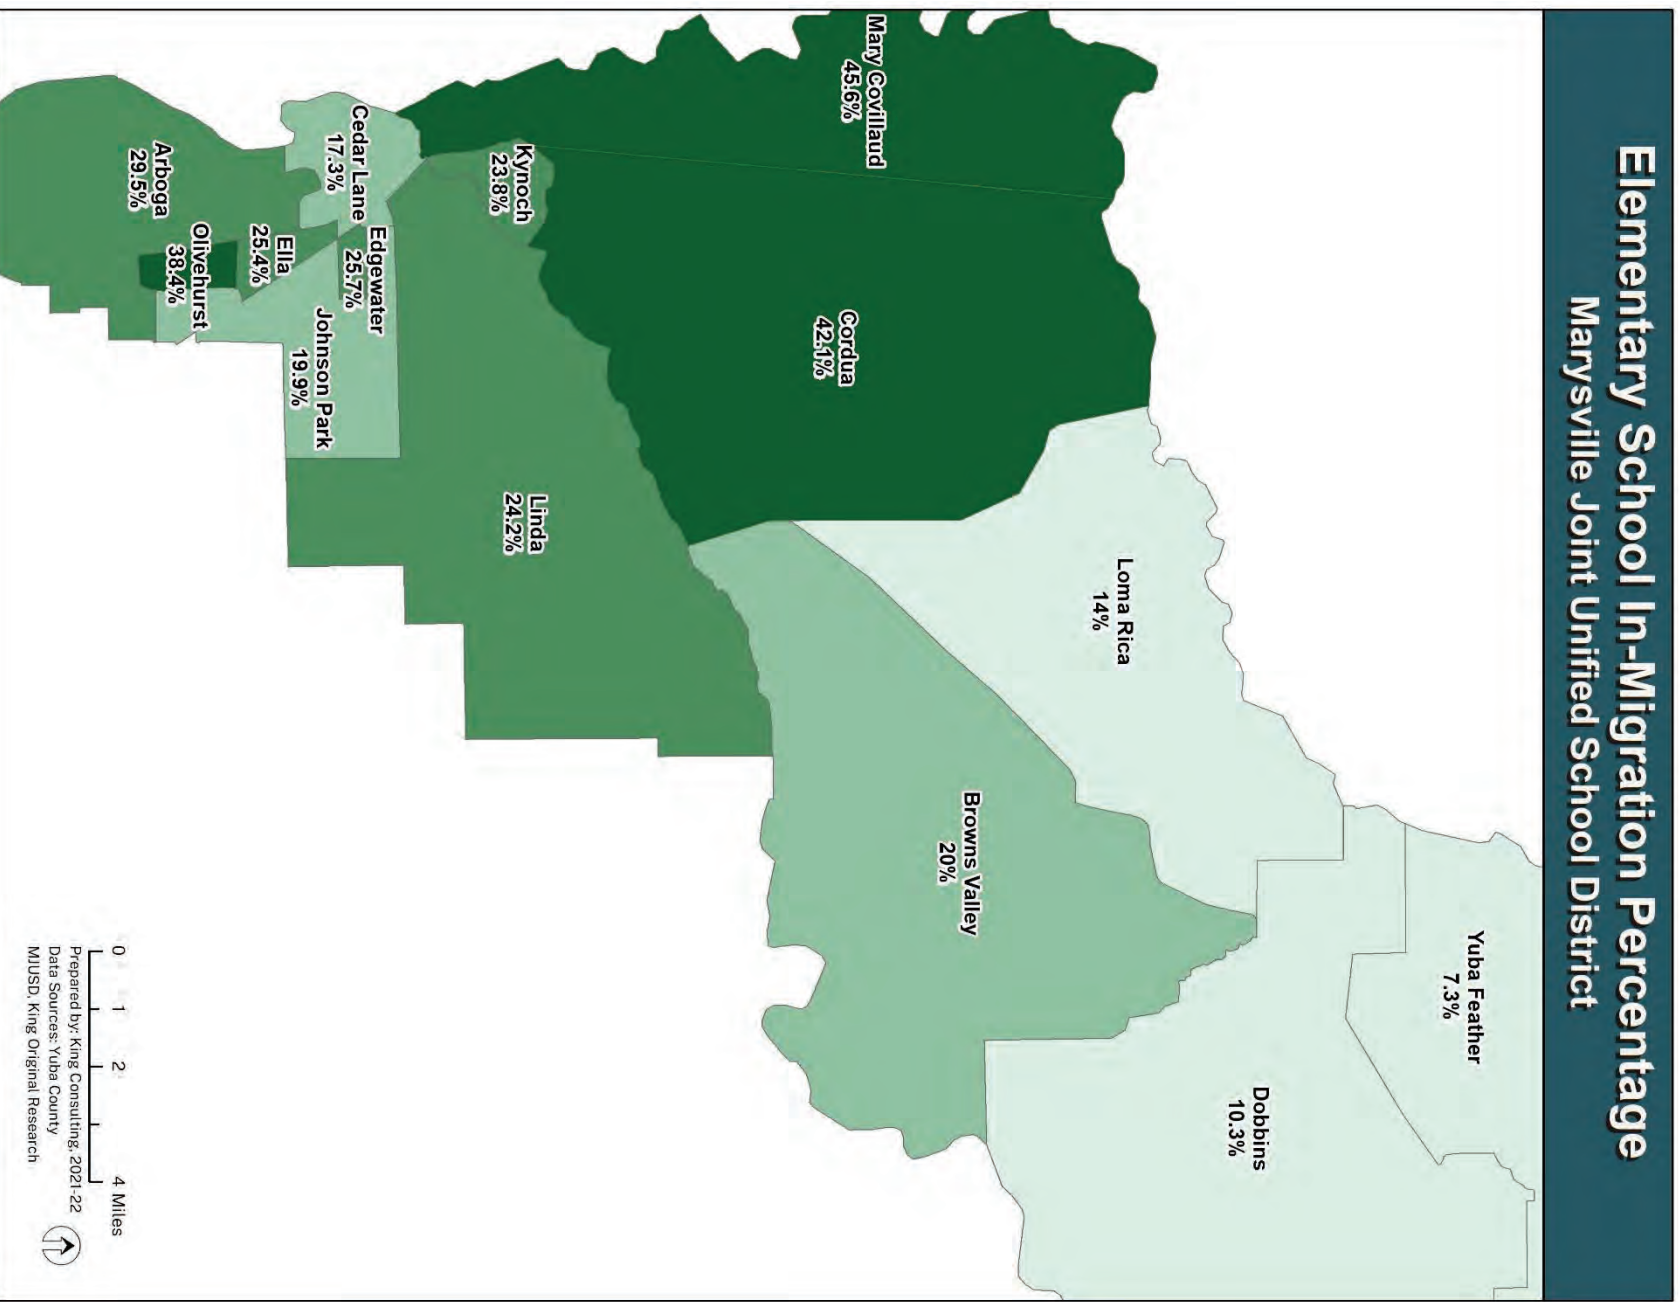 Elementary School In-Migration Percentage
Marysville Joint Unified School District
Yuba Feather
7.3%
Dobbins
10.3%
Loma Rica
14%
Browns Valley
20%
Mary Covillaud
45.6%
Cordua
42.1%
Kynoch
23.8%
Linda
24.2%
Cedar Lane
17.3%
Edgewater
25.7%
Johnson Park
19.9%
Ella
25.4%
Olivehurst
38.4%
Arboga
29.5%
0 1 2 4 Miles
Prepared by: King Consulting, 2021-22
Data Sources: Yuba County
MJUSD, King Original Research